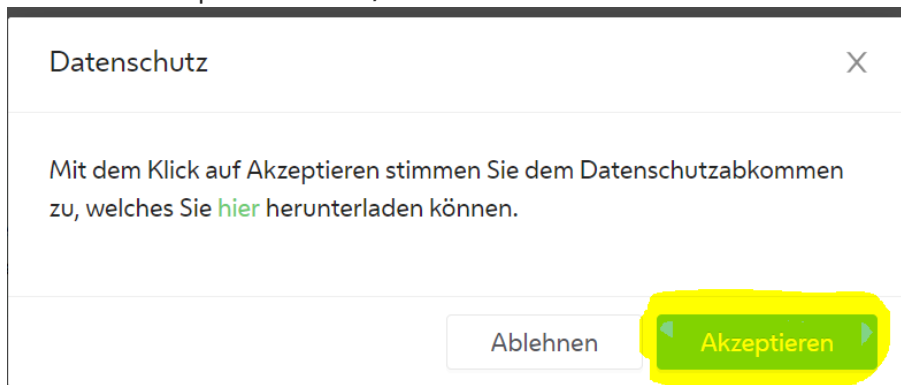 Datenschutz X
Mit dem Klick auf Akzeptieren stimmen Sie dem Datenschutzabkommen
zu, welches Sie hier herunterladen können.
Ablehnen Akzeptieren